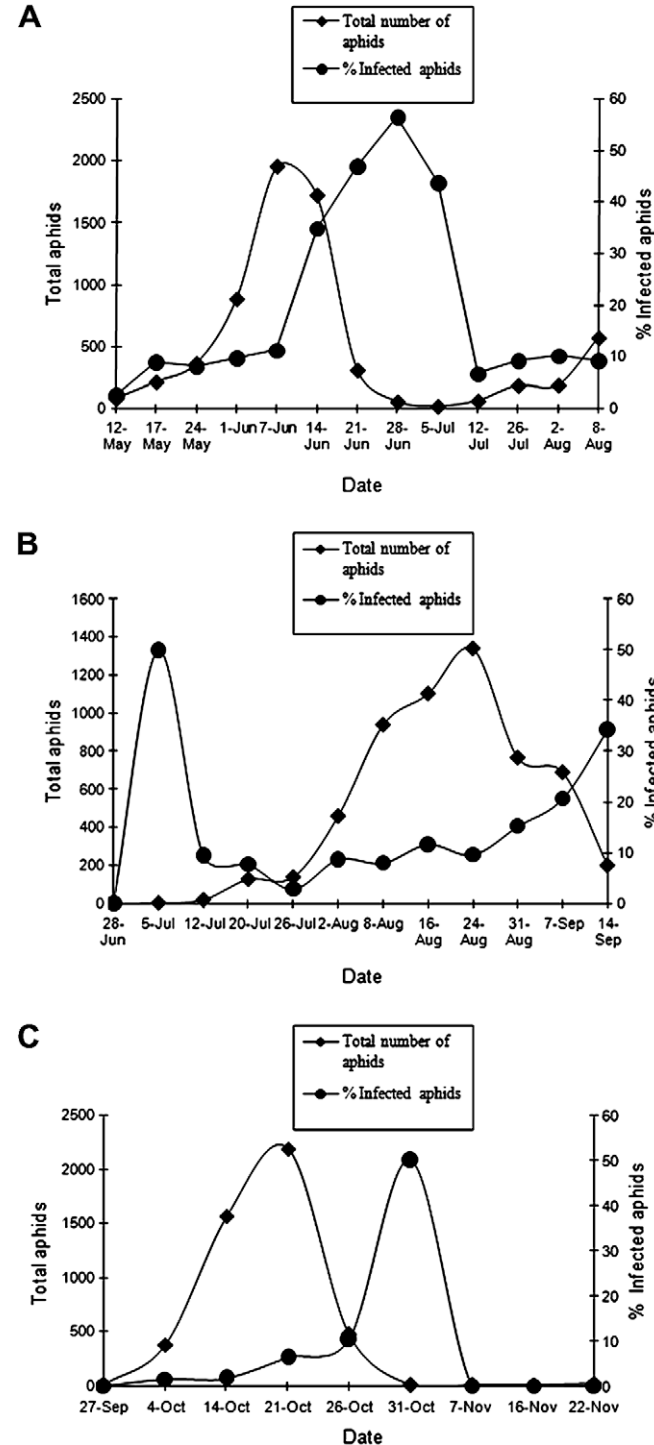 A
Total number of
aphids
% Infected aphids
2500
2000
1500
1000
500
0
60
50
40
30
20
10
0
Total aphids
% Infected aphids
12-
May
17-
May
24-
May
1-Jun
7-Jun
14-
Jun
21-
Jun
28-
Jun
5-Jul
12-
Jul
26-
Jul
2-
Aug
8-
Aug
Date
B
Total number of
aphids
% Infected aphids
1600
1400
1200
1000
800
600
400
200
0
60
50
40
30
20
10
0
Total aphids
% Infected aphids
28-
Jun
5-Jul
12-Jul
20-Jul
26-Jul
2-Aug
8-Aug
16-
Aug
24-
Aug
31-
Aug
7-Sep
14-
Sep
Date
C
Total number of
aphids
% Infected aphids
2500
2000
1500
1000
500
0
60
50
40
30
20
10
0
Total aphids
% Infected aphids
27-Sep
4-Oct
14-Oct
21-Oct
26-Oct
31-Oct
7-Nov
16-Nov
22-Nov
Date